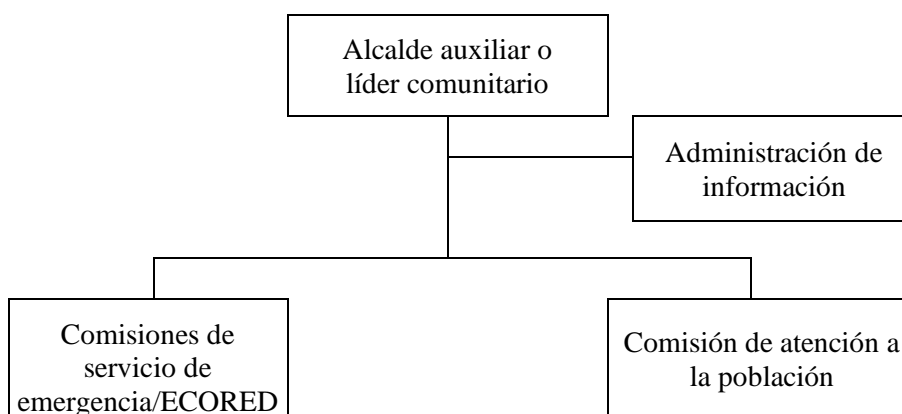 Alcalde auxiliar o
líder comunitario
Administración de
información
Comisiones de
servicio de
emergencia/ECORED
Comisión de atención a
la población